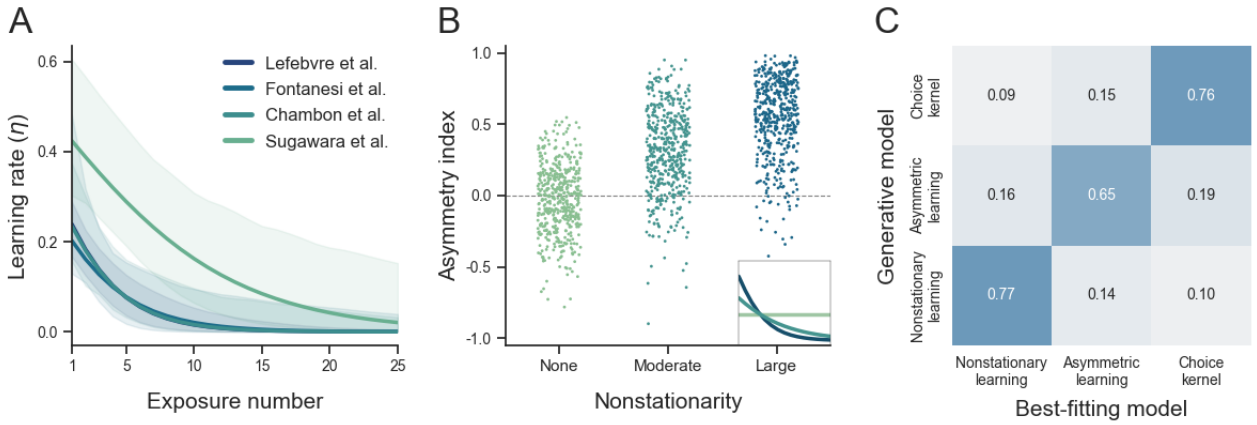 A
Learning rate (η)
0.6
0.4
0.2
0.0
Lefebvre et al.
Fontanesi et al.
Chambon et al.
Sugawara et al.
1
5
10
15
20
25
Exposure number
B
Asymmetry index
1.0
0.5
0.0
-0.5
-1.0
None
Moderate
Large
Nonstationarity
C
Generative model
Choice
kernel
0.09
0.15
0.76
Asymmetric
learning
0.16
0.65
0.19
Nonstationary
learning
0.77
0.14
0.10
Nonstationary
learning
Asymmetric
learning
Choice
kernel
Best-fitting model